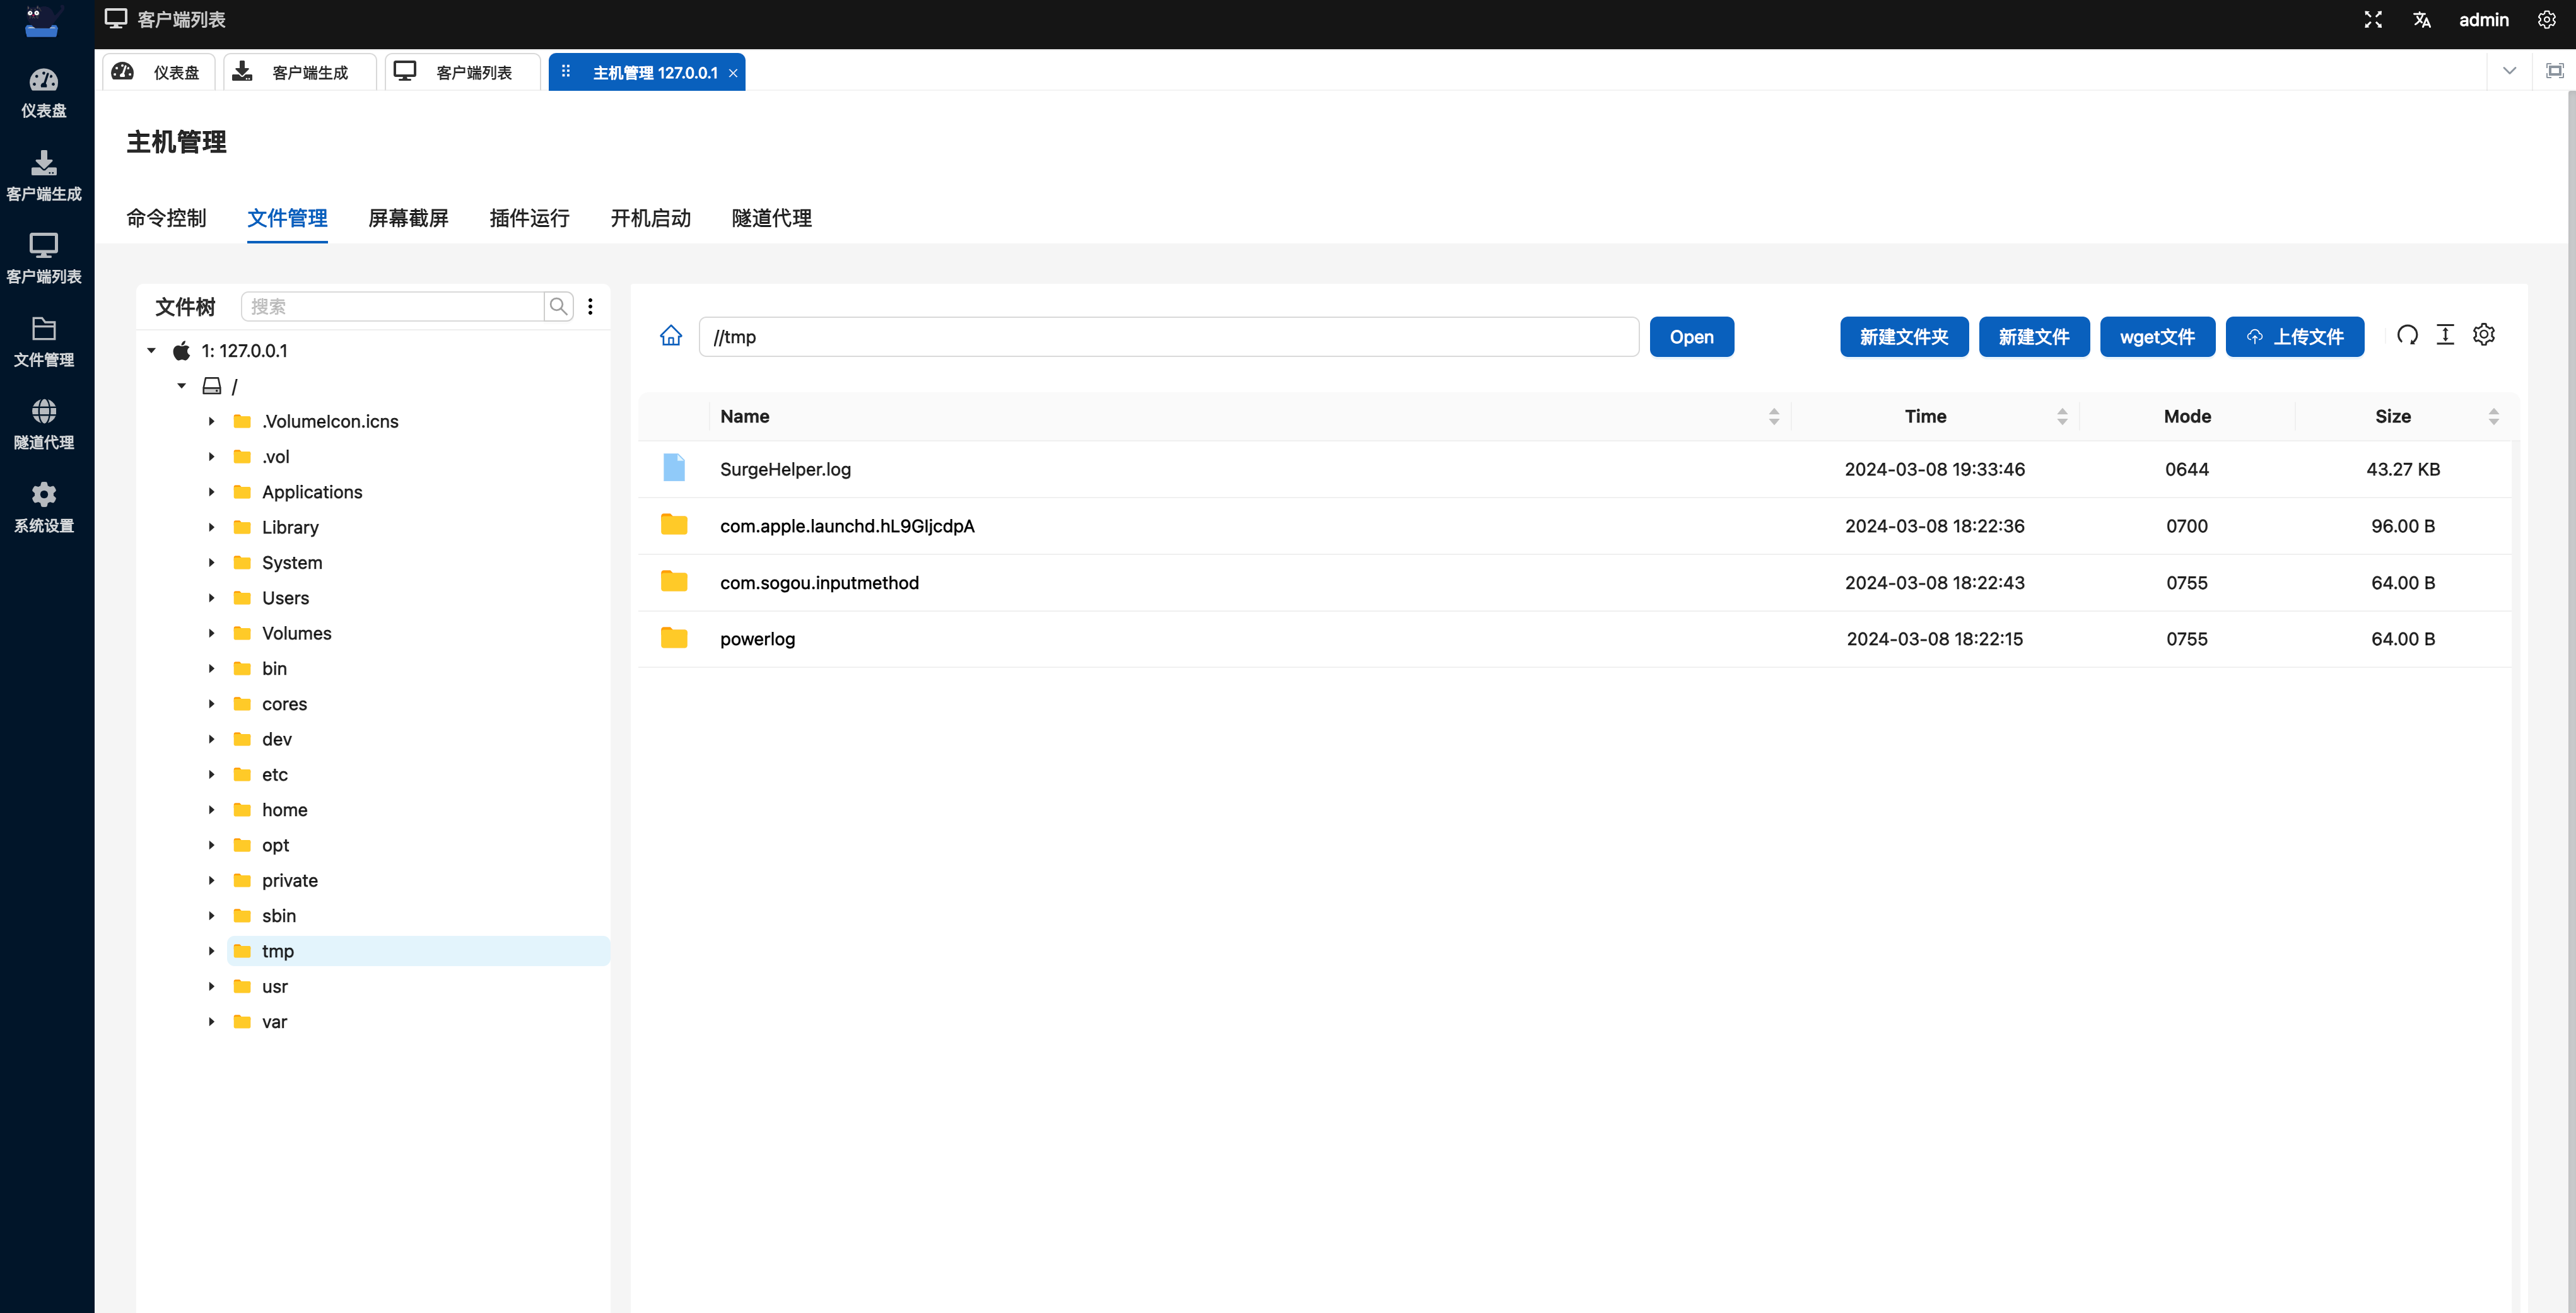 客户端列表
admin
仪表盘
客户端生成
客户端列表
主机管理 127.0.0.1
仪表盘
客户端生成
客户端列表
文件管理
隧道代理
系统设置
主机管理
命令控制 文件管理 屏幕截屏 插件运行 开机启动 隧道代理
文件树
搜索
1: 127.0.0.1
/
.VolumeIcon.icns
.vol
Applications
Library
System
Users
Volumes
bin
cores
dev
etc
home
opt
private
sbin
tmp
usr
var
//tmp
Open
新建文件夹
新建文件
wget文件
上传文件
Name Time Mode Size
SurgeHelper.log 2024-03-08 19:33:46 0644 43.27 KB
com.apple.launchd.hL9GljcdpA 2024-03-08 18:22:36 0700 96.00 B
com.sogou.inputmethod 2024-03-08 18:22:43 0755 64.00 B
powerlog 2024-03-08 18:22:15 0755 64.00 B